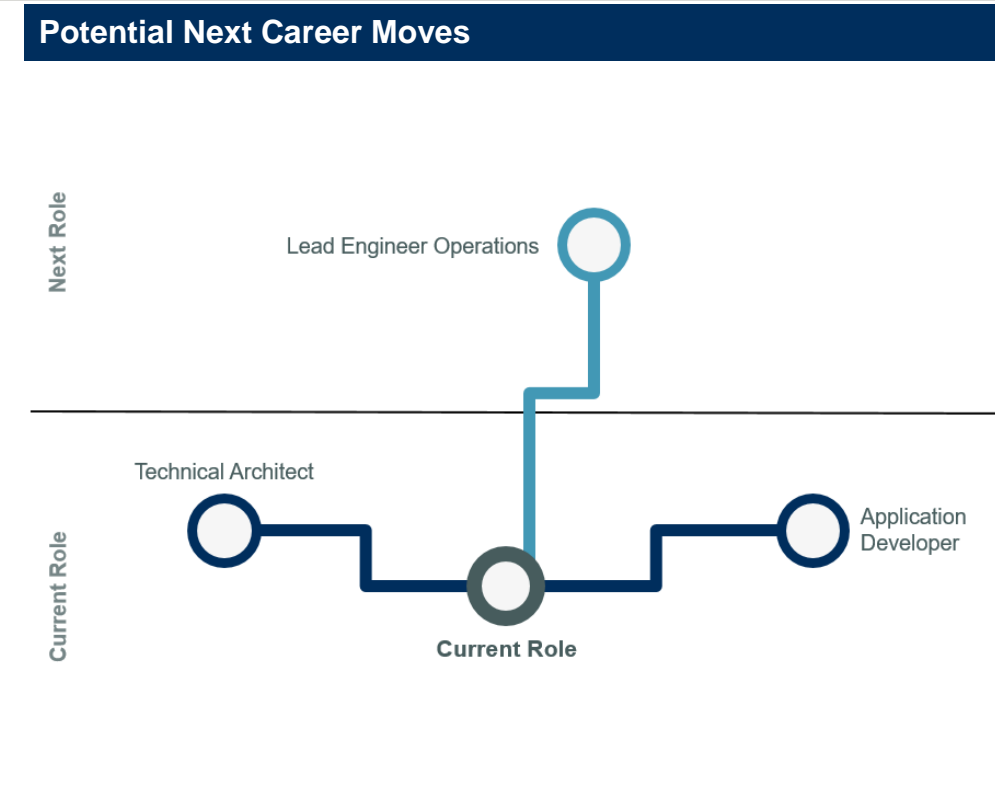 Potential Next Career Moves
Next Role
Lead Engineer Operations
Technical Architect
Application
Developer
Current Role
Current Role